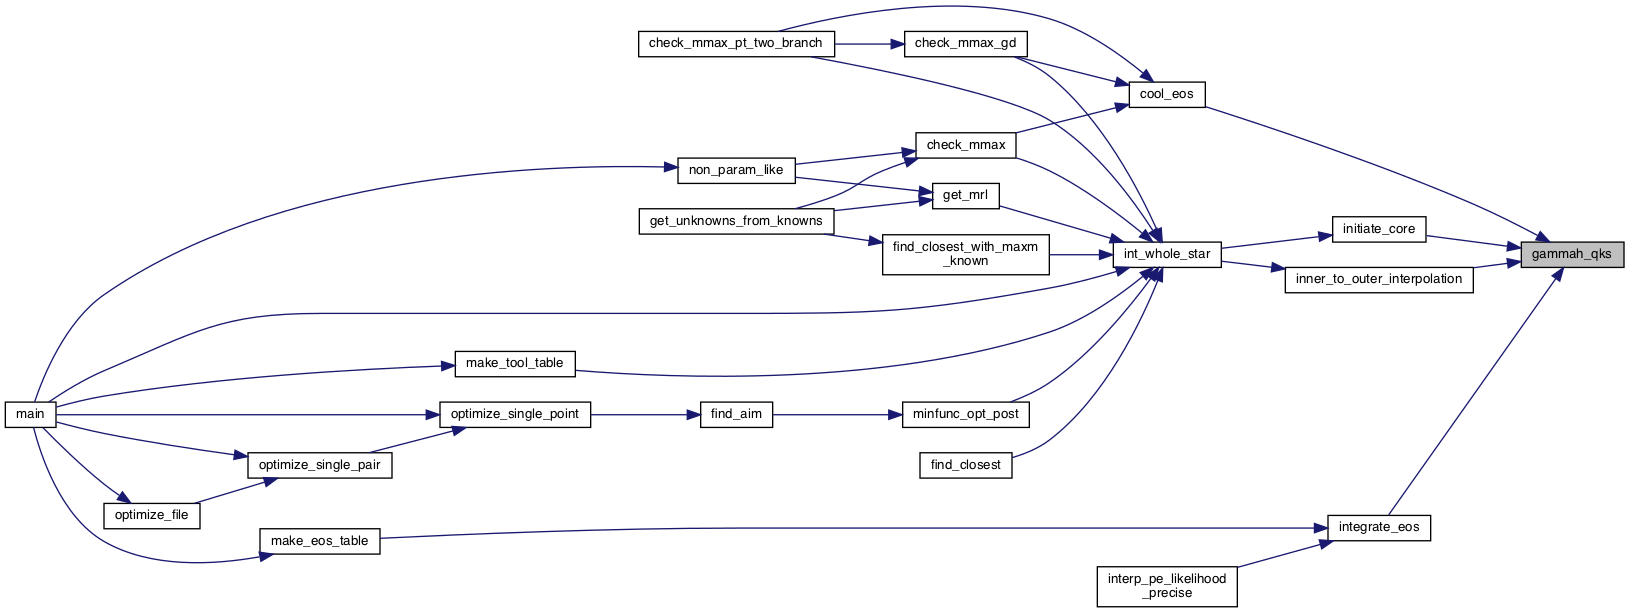 check_mmax_pt_two_branch
check_mmax_gd
cool_eos
check_mmax
non_param_like
get_mrl
get_unknowns_from_knowns
initiate_core
find_closest_with_maxm
_known
int_whole_star
gammah_qks
inner_to_outer_interpolation
make_tool_table
main
optimize_single_point
find_aim
minfunc_opt_post
optimize_single_pair
find_closest
optimize_file
make_eos_table
integrate_eos
interp_pe_likelihood
_precise